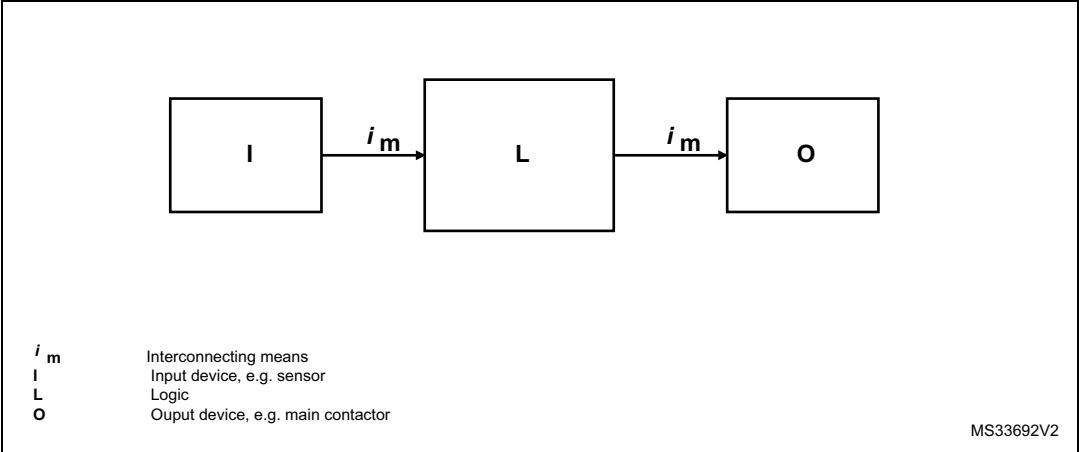 I i m L i m O
i m Interconnecting means
I Input device, e.g. sensor
L Logic
O Ouput device, e.g. main contactor
MS33692V2